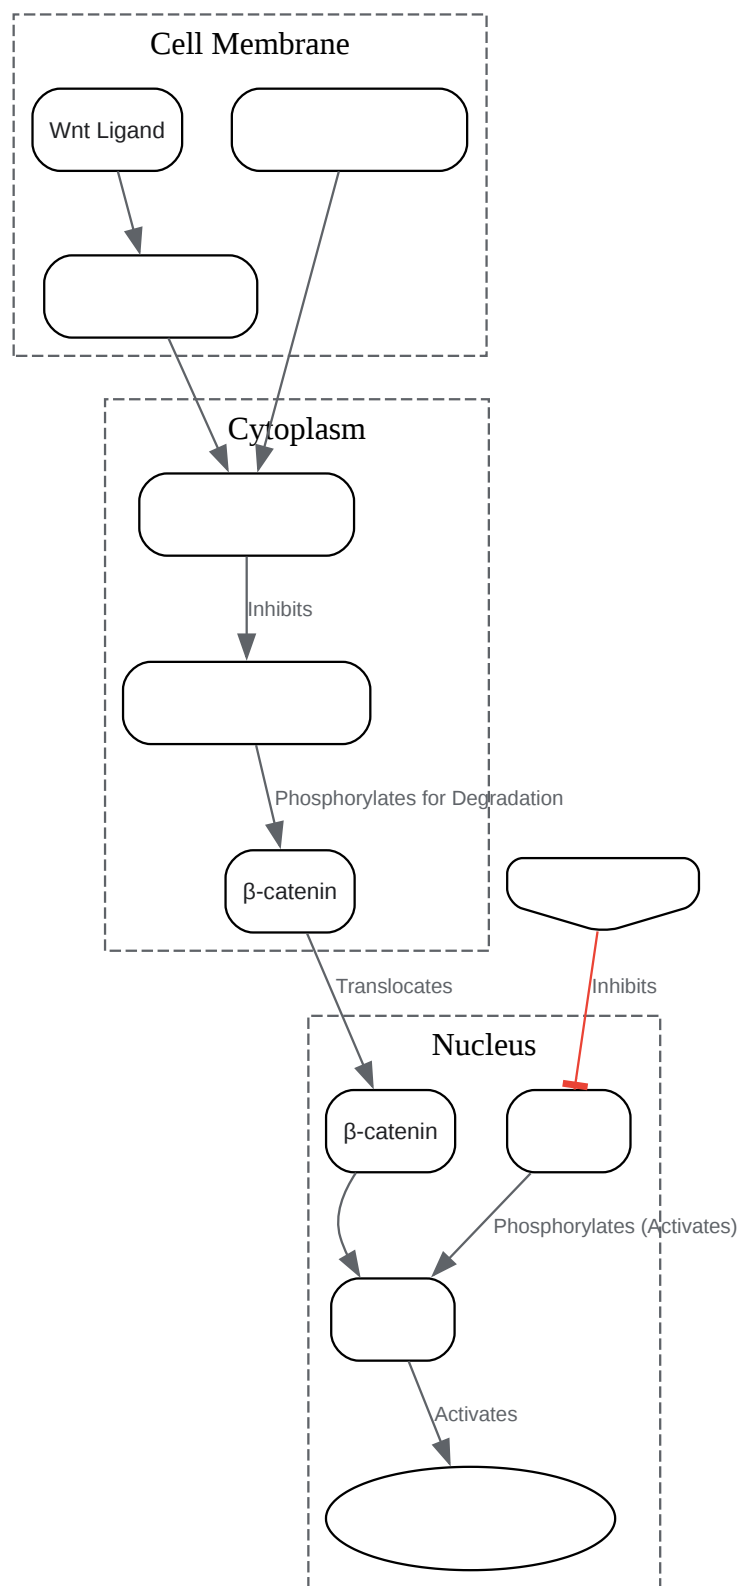 Cell Membrane
Wnt Ligand
Cytoplasm
Inhibits
Phosphorylates for Degradation
β-catenin
Translocates
Inhibits
Nucleus
β-catenin
Phosphorylates (Activates)
Activates